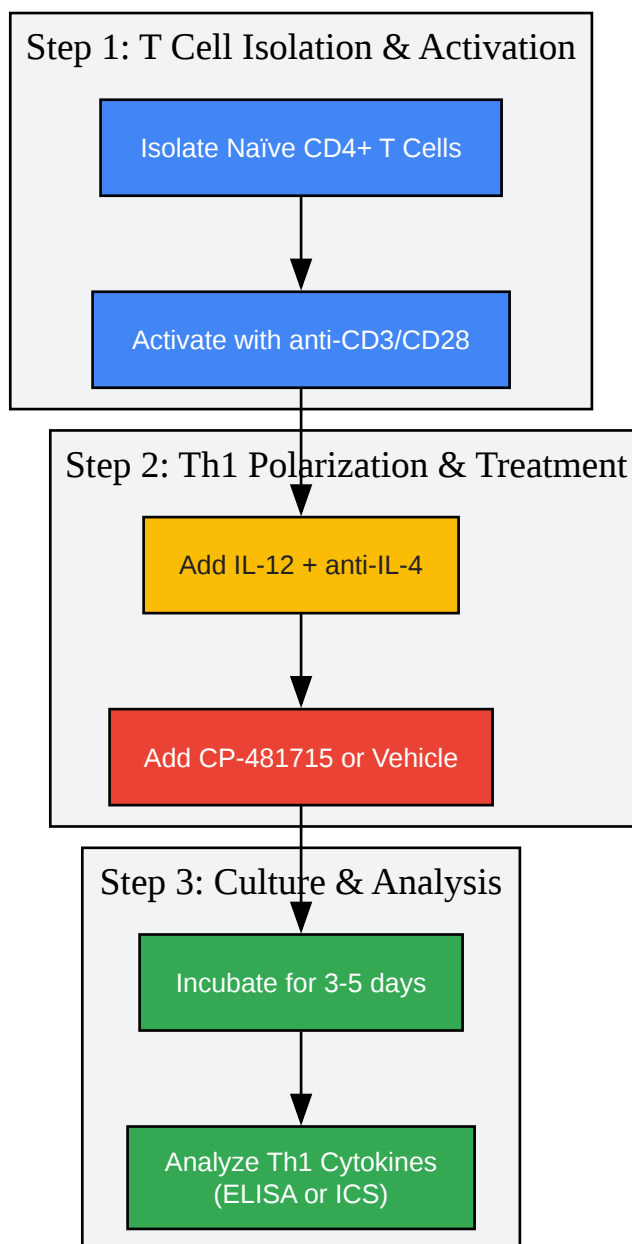 Step 1: T Cell Isolation & Activation
Isolate Naïve CD4+ T Cells
Activate with anti-CD3/CD28
Step 2: Th1 Polarization & Treatment
Add IL-12 + anti-IL-4
Add CP-481715 or Vehicle
Step 3: Culture & Analysis
Incubate for 3-5 days
Analyze Th1 Cytokines
(ELISA or ICS)